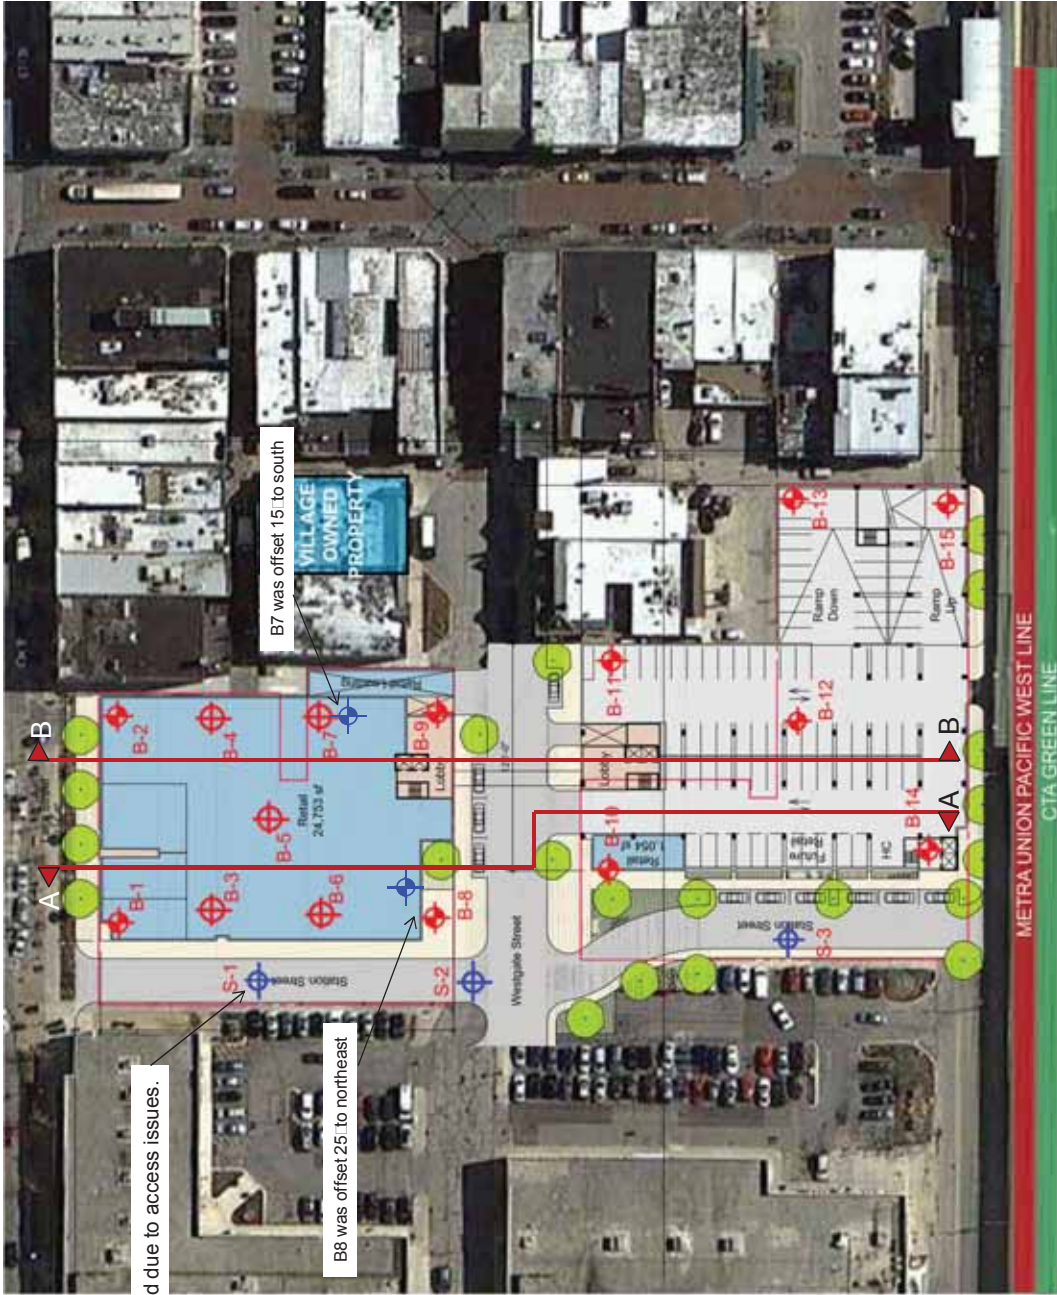 A
B
B-1
B-2
B-3
B-4
B-5
B-6
B-7
B-8
B-9
Retail Loading
Retail
24,753 sf
Lobby
S-1
Station Street
S-2
d due to access issues.
B8 was offset 25□to northeast
B7 was offset 15□to south
VILLAGE
OWNED
PROPERTY
Westgate Street
B-10
B-11
Lobby
Retail
1,054 sf
Future
Retail
HC
B-12
B-13
Ramp
Down
Ramp
Up
B-14
B-15
Station Street
S-3
A
B
METRA UNION PACIFIC WEST LINE
CTA GREEN LINE